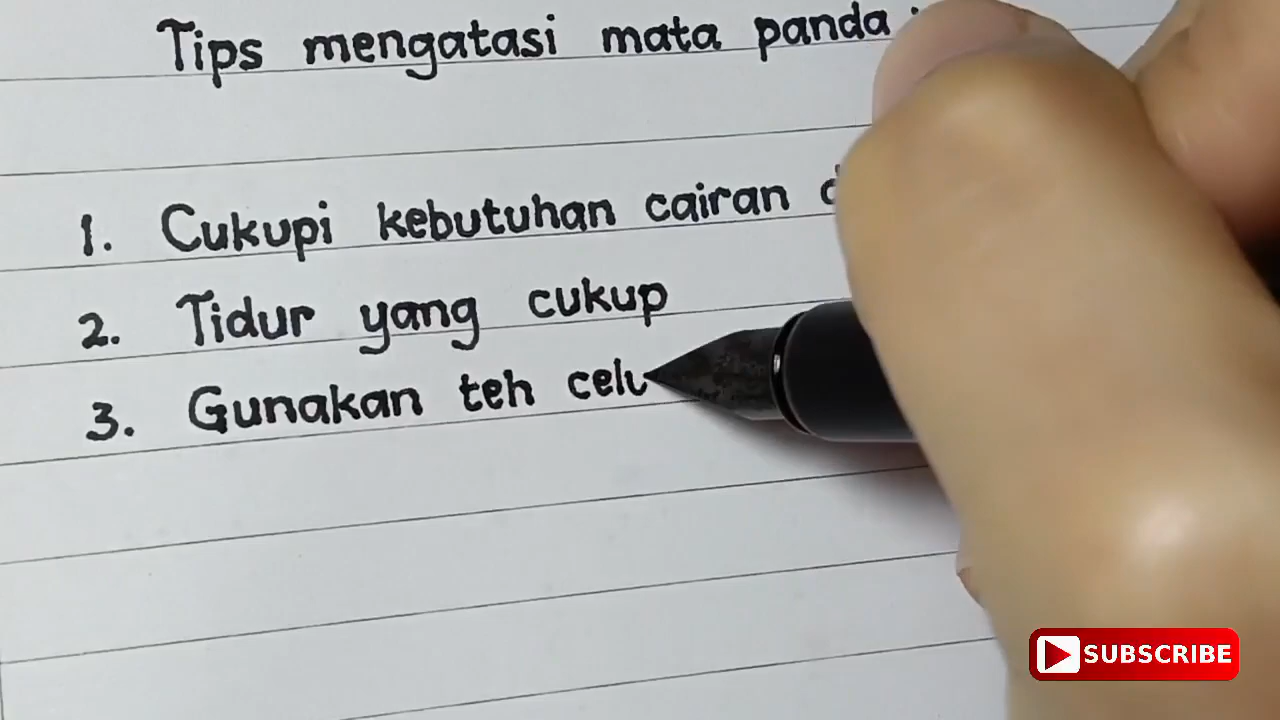 Tips mengatasi mata panda :
1. Cukupi kebutuhan cairan
2. Tidur yang cukup
3. Gunakan teh celu
SUBSCRIBE